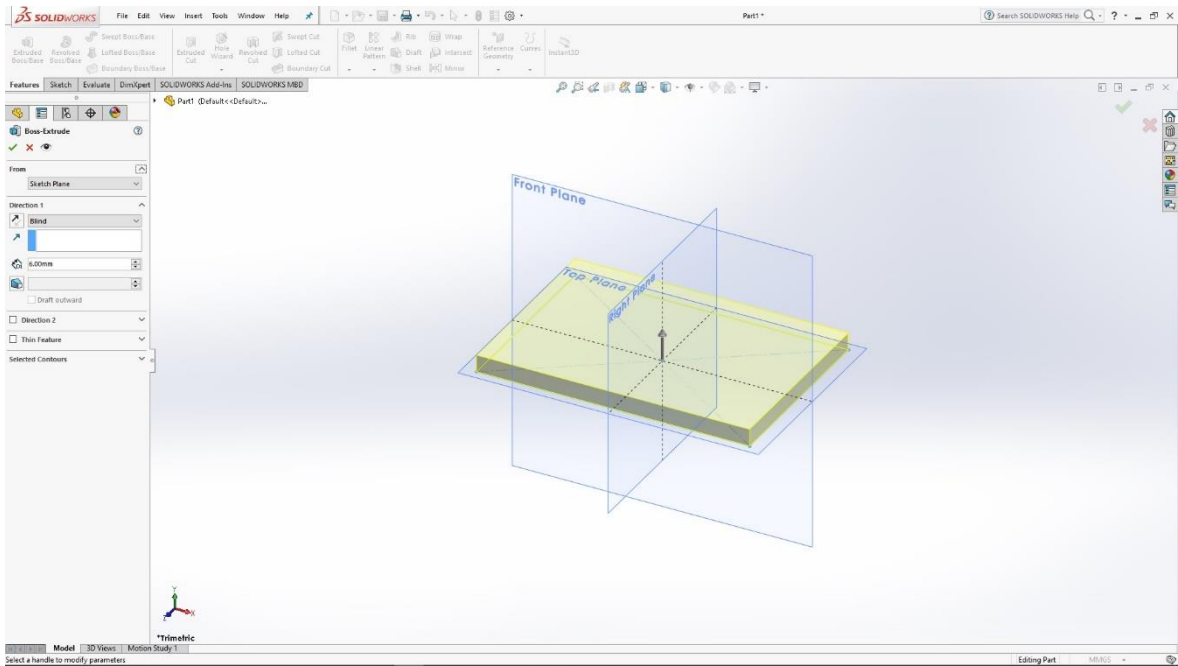 SOLIDWORKS File Edit View Insert Tools Window Help Part1 * Search SOLIDWORKS Help
Extruded Boss/Base Revolved Boss/Base Swept Boss/Base Lofted Boss/Base Boundary Boss/Base Extruded Cut Hole Wizard Revolved Cut Swept Cut Lofted Cut Boundary Cut Fillet Linear Pattern Rib Draft Shell Wrap Intersect Mirror Reference Geometry Curves Instant3D
Features Sketch Evaluate DimXpert SOLIDWORKS Add-Ins SOLIDWORKS MBD
Part1 (Default<<Default>...
Boss-Extrude
From
Sketch Plane
Direction 1
Blind
6.00mm
Draft outward
Direction 2
Thin Feature
Selected Contours
Front Plane
Top Plane
Right Plane
Y
X
Z
*Trimetric
Model 3D Views Motion Study 1
Select a handle to modify parameters Editing Part MMGS